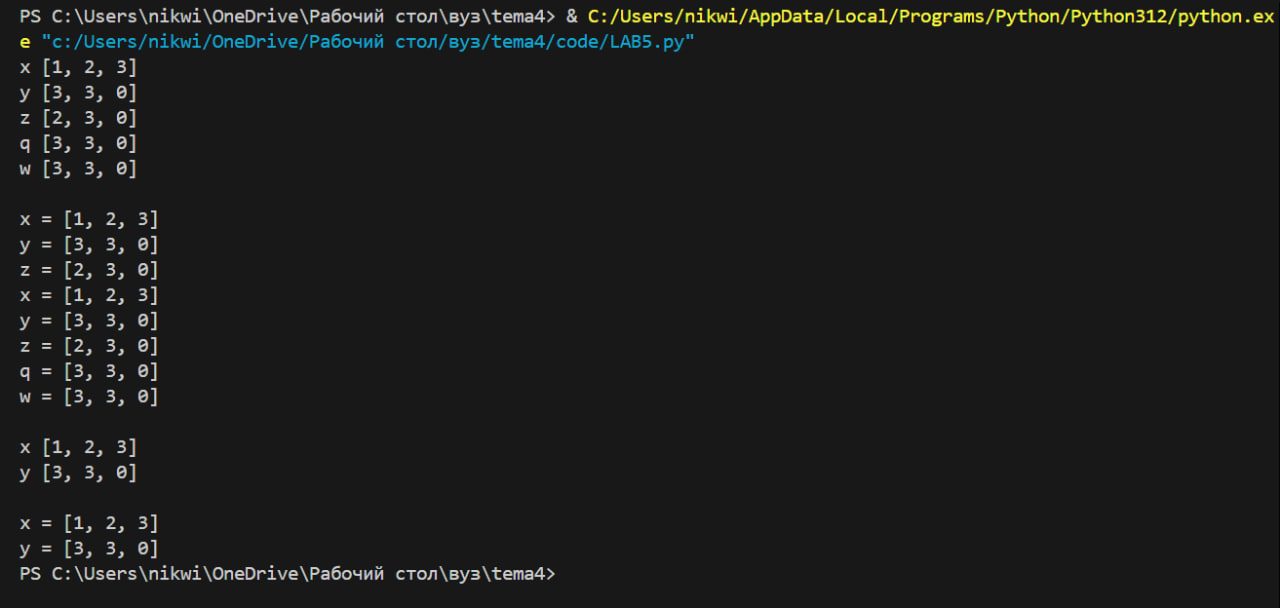 PS C:\Users\nikwi\OneDrive\Рабочий стол\вуз\tema4> & C:/Users/nikwi/AppData/Local/Programs/Python/Python312/python.ex
e "c:/Users/nikwi/OneDrive/Рабочий стол/вуз/tema4/code/LAB5.py"
x [1, 2, 3]
y [3, 3, 0]
z [2, 3, 0]
q [3, 3, 0]
w [3, 3, 0]
x = [1, 2, 3]
y = [3, 3, 0]
z = [2, 3, 0]
x = [1, 2, 3]
y = [3, 3, 0]
z = [2, 3, 0]
q = [3, 3, 0]
w = [3, 3, 0]
x [1, 2, 3]
y [3, 3, 0]
x = [1, 2, 3]
y = [3, 3, 0]
PS C:\Users\nikwi\OneDrive\Рабочий стол\вуз\tema4>